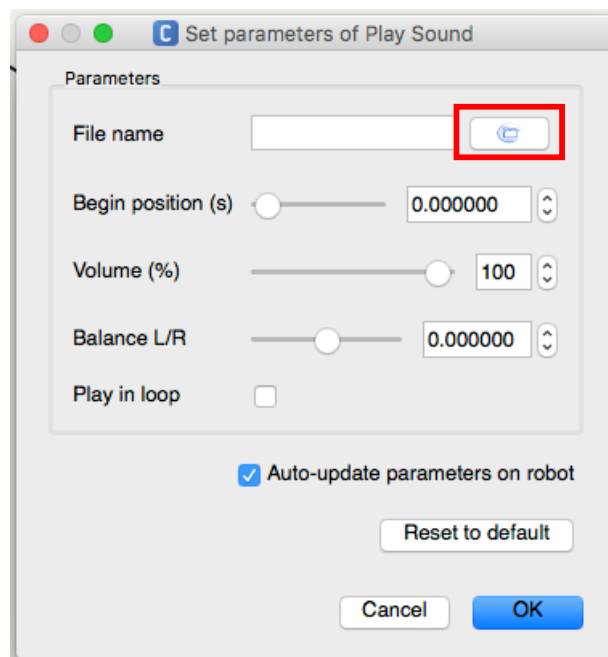 C Set parameters of Play Sound
Parameters
File name
Begin position (s) 0.000000
Volume (%) 100
Balance L/R 0.000000
Play in loop
Auto-update parameters on robot
Reset to default
Cancel OK